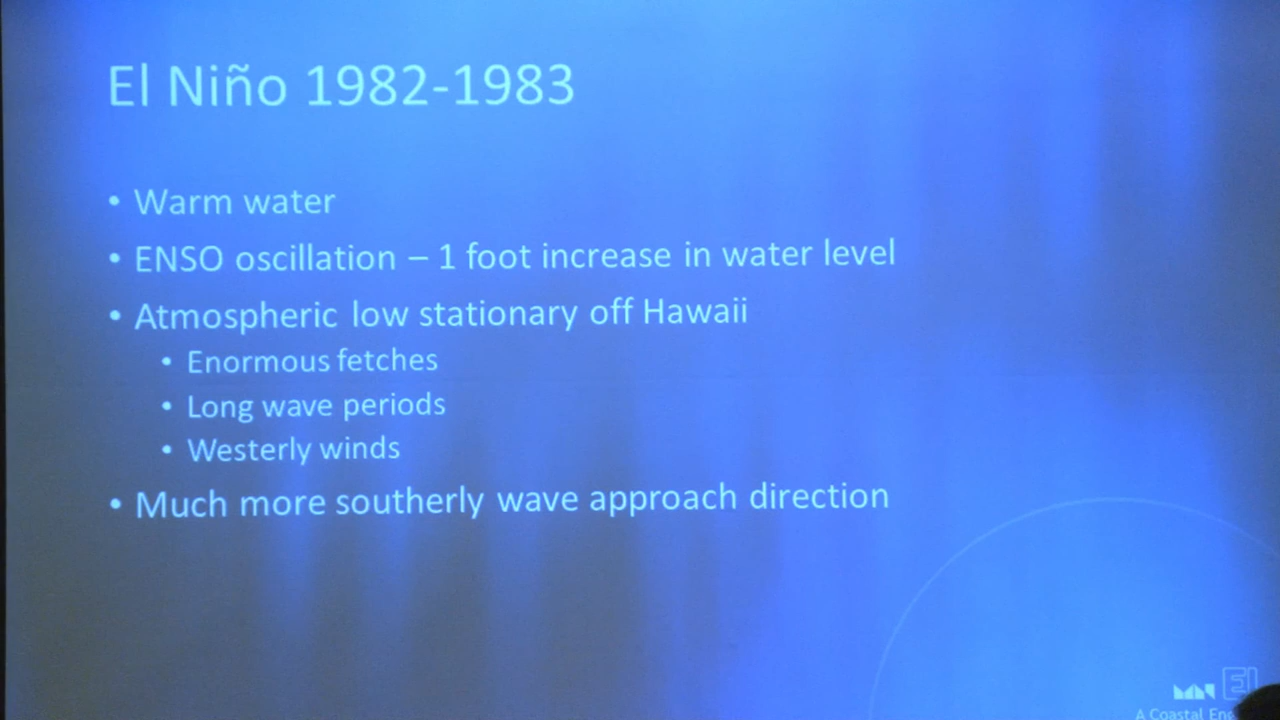 El Niño 1982-1983
• Warm water
• ENSO oscillation – 1 foot increase in water level
• Atmospheric low stationary off Hawaii
• Enormous fetches
• Long wave periods
• Westerly winds
• Much more southerly wave approach direction
A Coastal